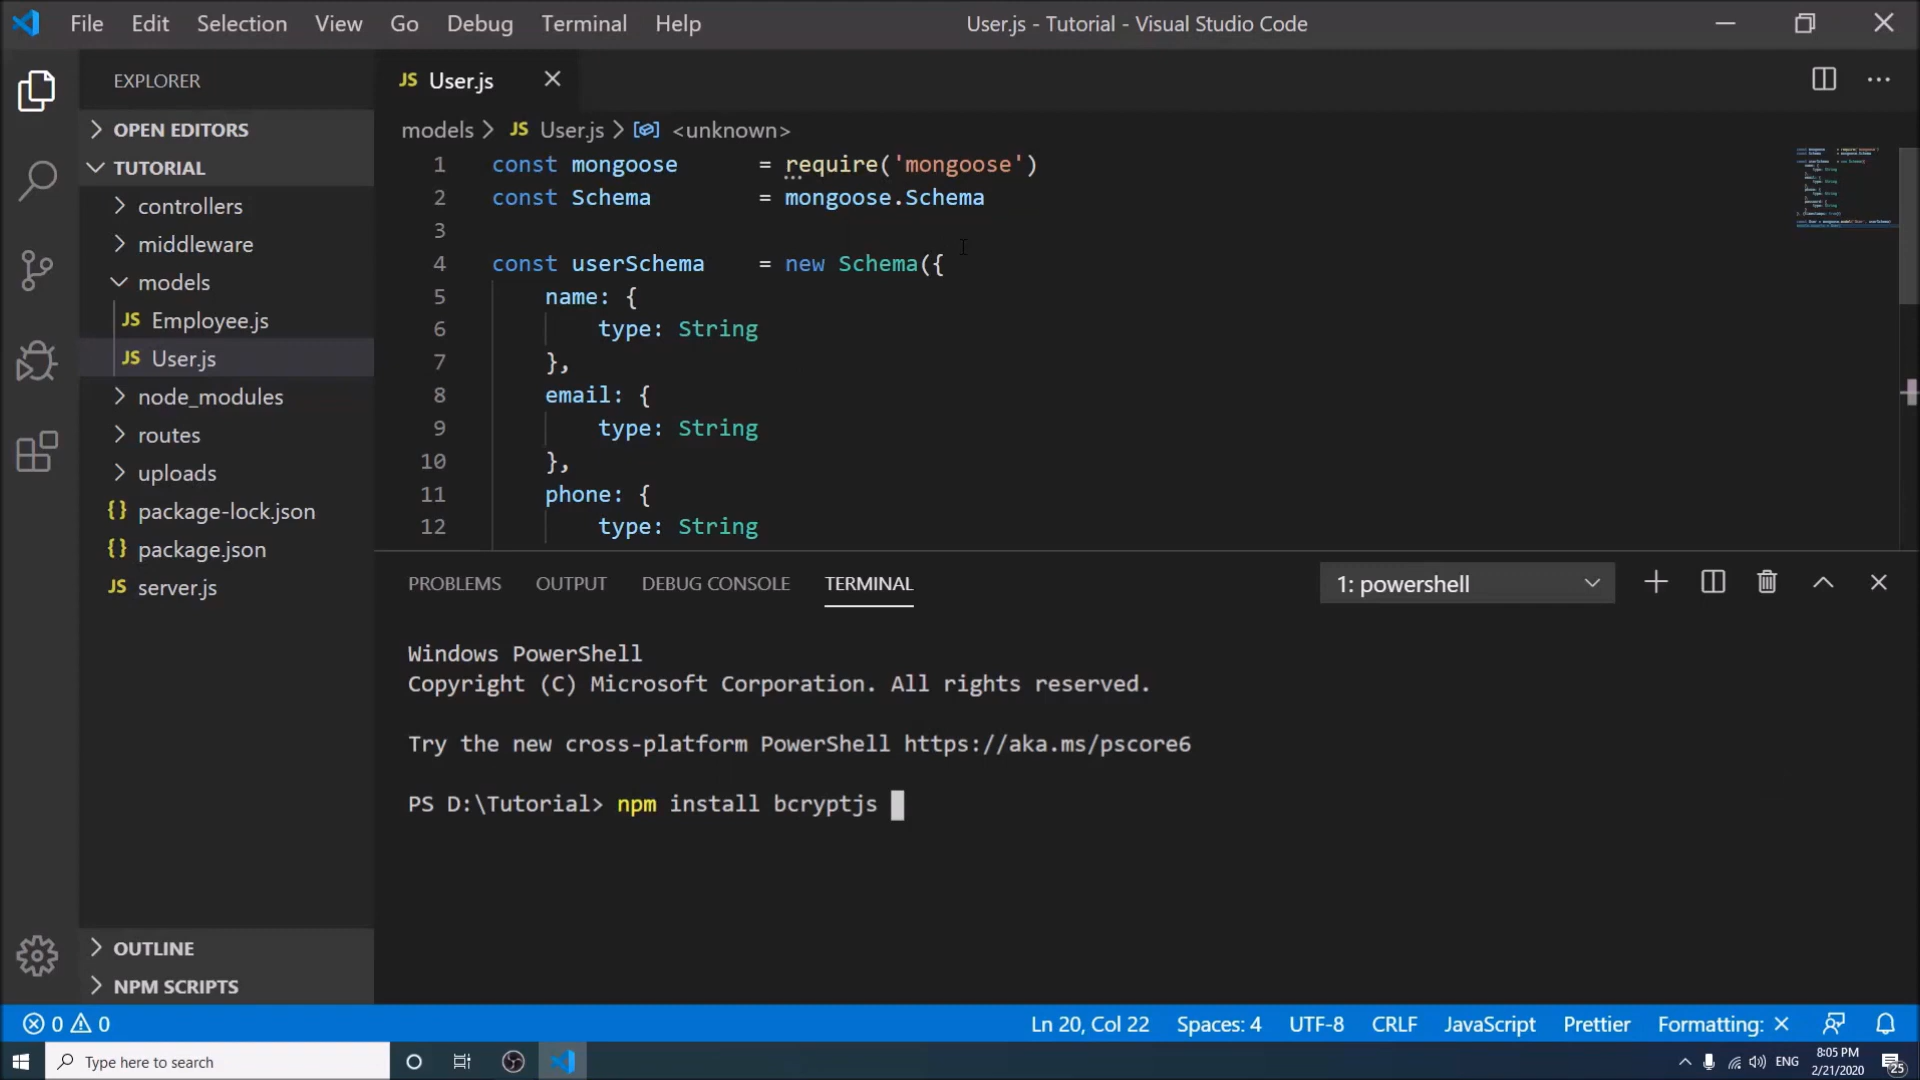 File Edit Selection View Go Debug Terminal Help
User.js - Tutorial - Visual Studio Code
EXPLORER
OPEN EDITORS
TUTORIAL
controllers
middleware
models
JS Employee.js
JS User.js
node_modules
routes
uploads
{} package-lock.json
{} package.json
JS server.js
OUTLINE
NPM SCRIPTS
JS User.js
models > JS User.js > <unknown>
1 const mongoose = require('mongoose')
2 const Schema = mongoose.Schema
3
4 const userSchema = new Schema({
5 name: {
6 type: String
7 },
8 email: {
9 type: String
10 },
11 phone: {
12 type: String
PROBLEMS OUTPUT DEBUG CONSOLE TERMINAL
1: powershell
Windows PowerShell
Copyright (C) Microsoft Corporation. All rights reserved.
Try the new cross-platform PowerShell https://aka.ms/pscore6
PS D:\Tutorial> npm install bcryptjs
0 0
Ln 20, Col 22 Spaces: 4 UTF-8 CRLF JavaScript Prettier Formatting: ×
Type here to search
ENG
8:05 PM
2/21/2020
25